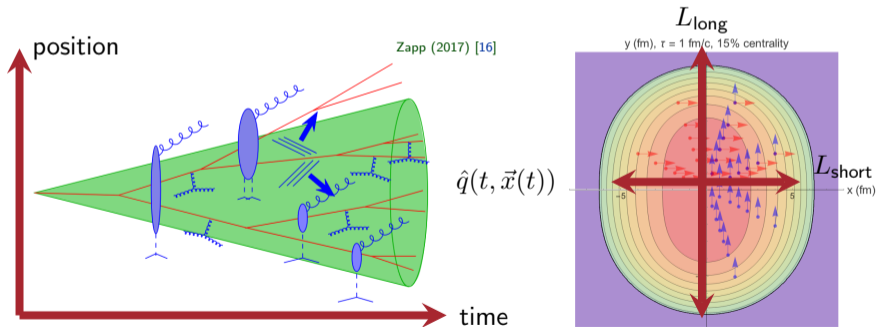 position
Zapp (2017) [16]
time
q̂(t, x⃗(t))
L_long
y (fm), τ = 1 fm/c, 15% centrality
L_short
x (fm)
-5
5